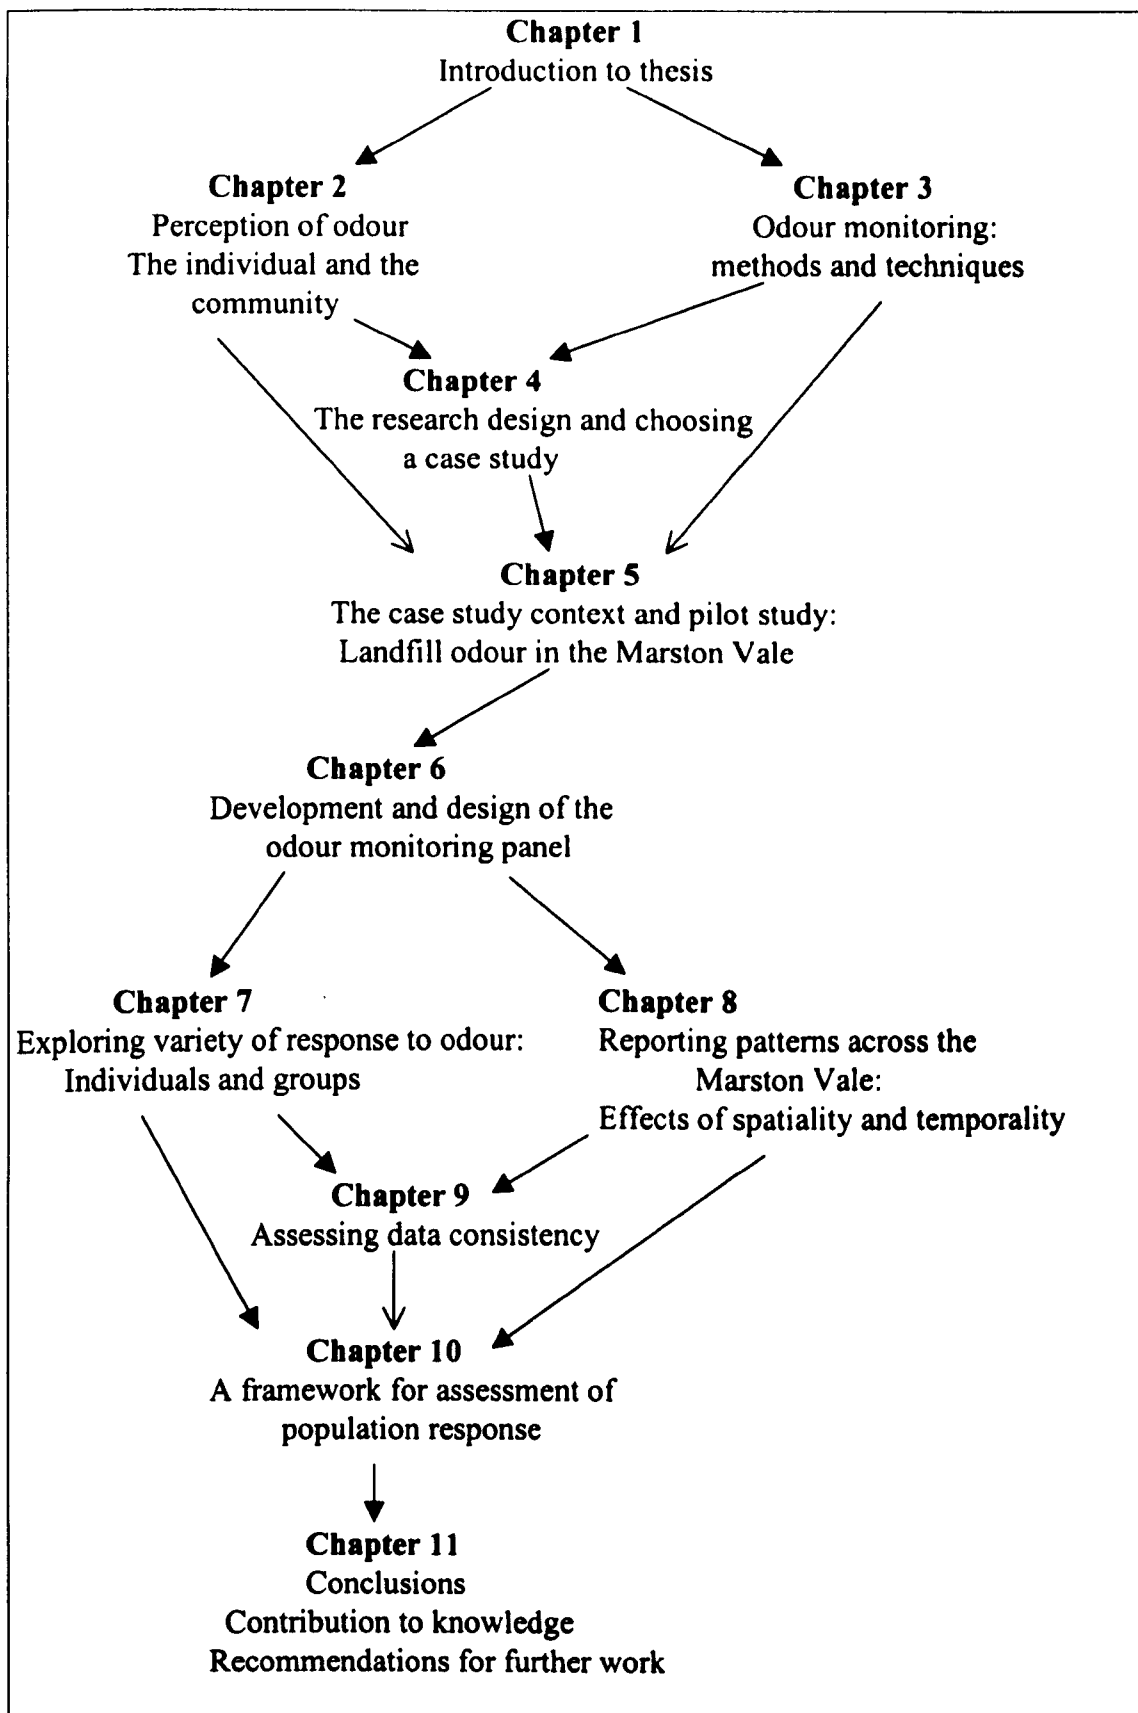 Chapter 1
Introduction to thesis
Chapter 2
Perception of odour
The individual and the
community
Chapter 3
Odour monitoring:
methods and techniques
Chapter 4
The research design and choosing
a case study
Chapter 5
The case study context and pilot study:
Landfill odour in the Marston Vale
Chapter 6
Development and design of the
odour monitoring panel
Chapter 7
Exploring variety of response to odour:
Individuals and groups
Chapter 8
Reporting patterns across the
Marston Vale:
Effects of spatiality and temporality
Chapter 9
Assessing data consistency
Chapter 10
A framework for assessment of
population response
Chapter 11
Conclusions
Contribution to knowledge
Recommendations for further work